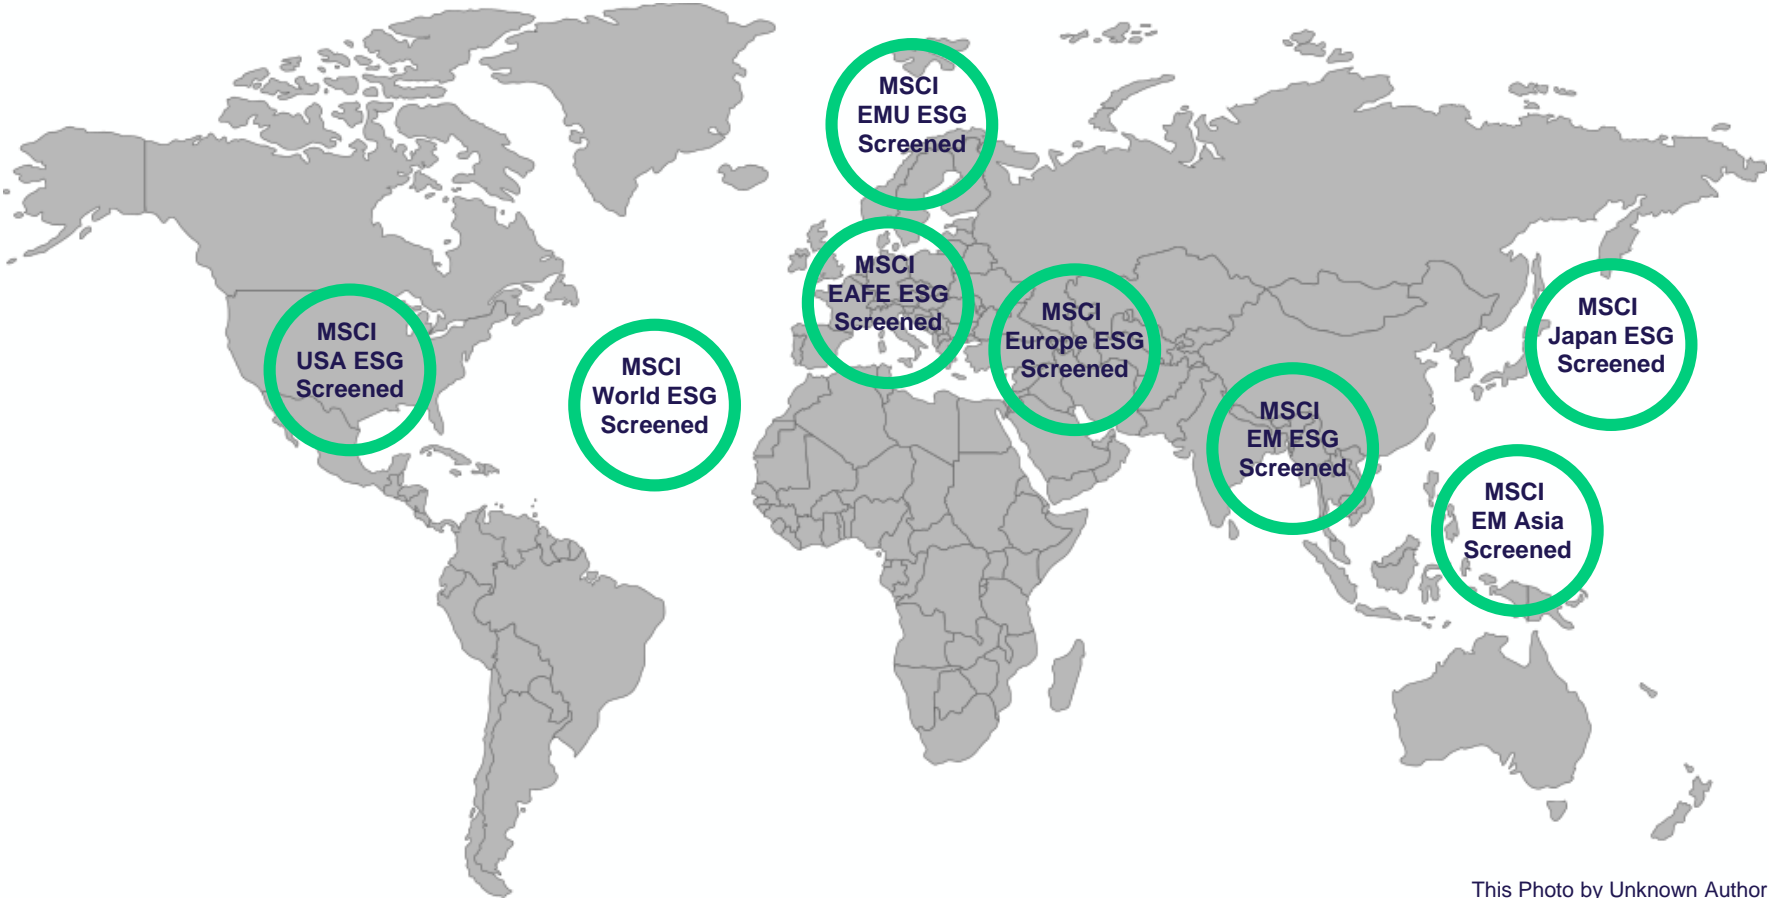 MSCI
EMU ESG
Screened
MSCI
EAFE ESG
Screened
MSCI
Europe ESG
Screened
MSCI
Japan ESG
Screened
MSCI
USA ESG
Screened
MSCI
World ESG
Screened
MSCI
EM ESG
Screened
MSCI
EM Asia
Screened
This Photo by Unknown Author